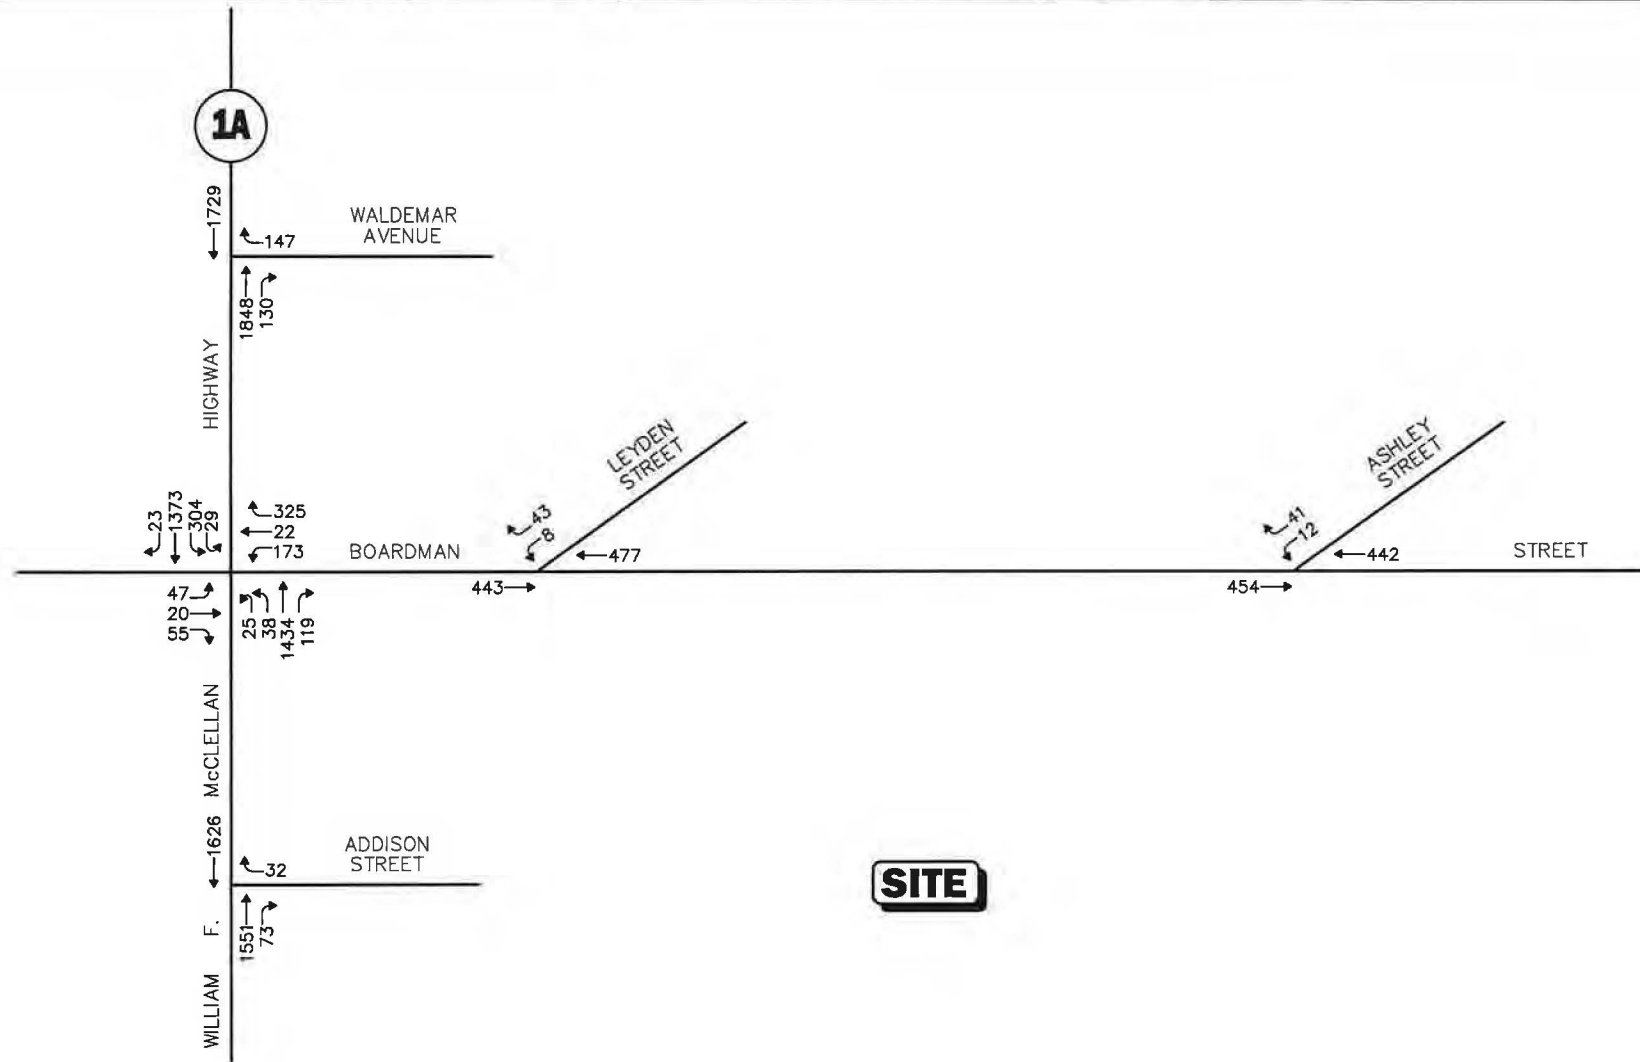 1A
1729
WALDEMAR
AVENUE
147
1848
130
HIGHWAY
LEYDEN
STREET
ASHLEY
STREET
23
1373
304
29
325
22
173
BOARDMAN
43
8
477
41
12
442
STREET
443
454
47
20
55
25
38
1434
119
McCLELLAN
1626
ADDISON
STREET
32
SITE
1551
73
F.
WILLIAM